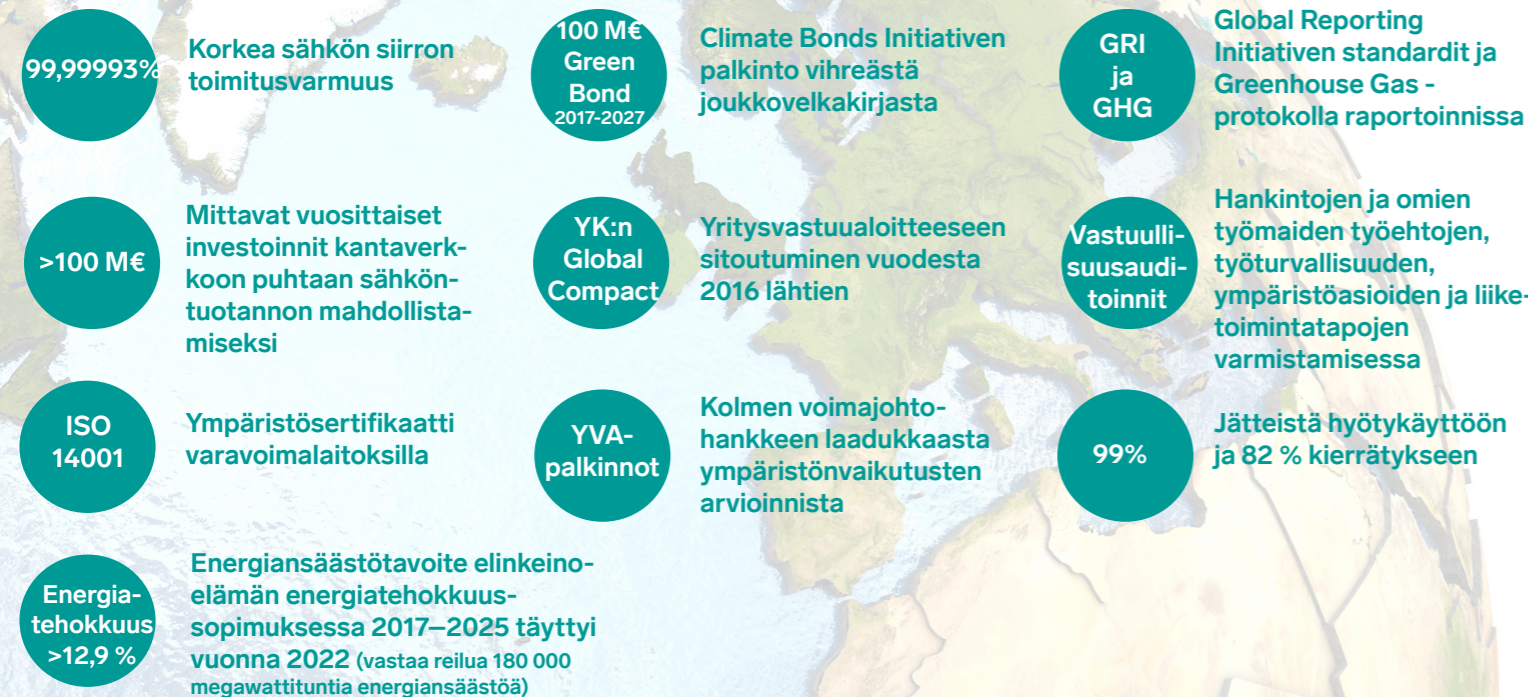 99,99993%
Korkea sähkön siirron
toimitusvarmuus
100 M€
Green
Bond
2017-2027
Climate Bonds Initiativen
palkinto vihreästä
joukkovelkakirjasta
GRI
ja
GHG
Global Reporting
Initiativen standardit ja
Greenhouse Gas -
protokolla raportoinnissa
>100 M€
Mittavat vuosittaiset
investoinnit kantaverk-
koon puhtaan sähkön-
tuotannon mahdollista-
miseksi
YK:n
Global
Compact
Yritysvastuualoitteeseen
sitoutuminen vuodesta
2016 lähtien
Vastuulli-
suusaudi-
toinnit
Hankintojen ja omien
työmaiden työehtojen,
työturvallisuuden,
ympäristöasioiden ja liike-
toimintatapojen
varmistamisessa
ISO
14001
Ympäristösertifikaatti
varavoimalaitoksilla
YVA-
palkinnot
Kolmen voimajohto-
hankkeen laadukkaasta
ympäristönvaikutusten
arvioinnista
99%
Jätteistä hyötykäyttöön
ja 82 % kierrätykseen
Energia-
tehokkuus
>12,9 %
Energiansäästötavoite elinkeino-
elämän energiatehokkuus-
sopimuksessa 2017–2025 täyttyi
vuonna 2022 (vastaa reilua 180 000
megawattituntia energiansäästöä)